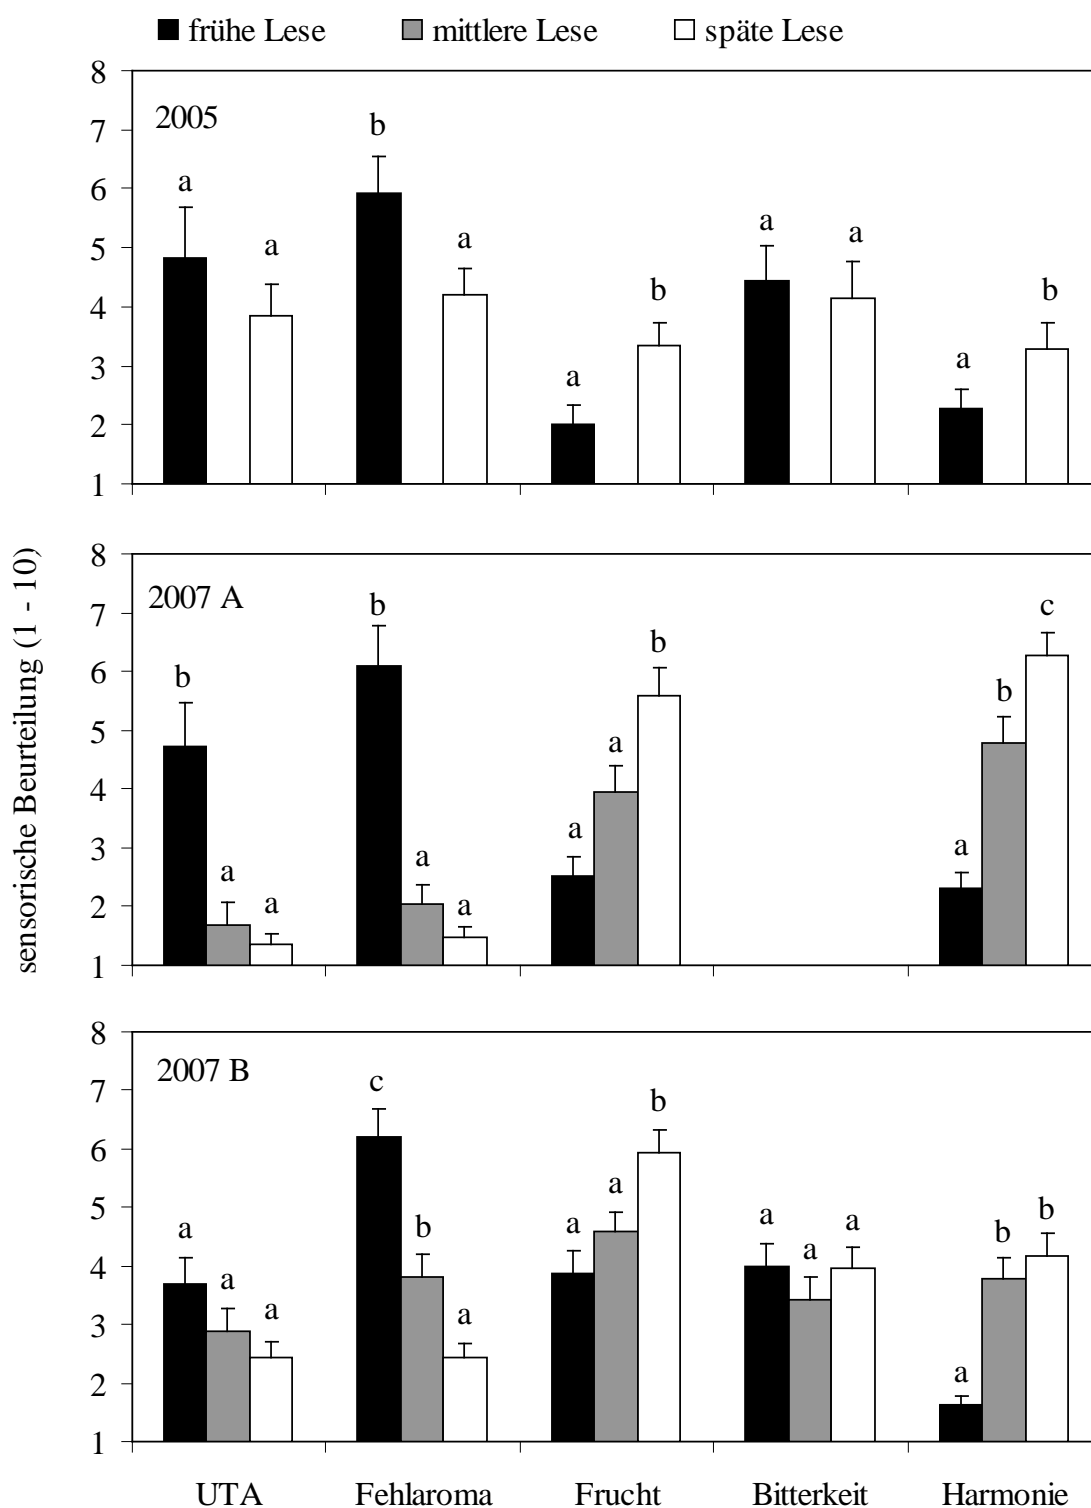 frühe Lese mittlere Lese späte Lese
8
2005
7
b
a
6
a
a
a
a
5
b
b
4
a
a
3
2
1
8
2007 A
b
c
7
b
b
b
6
5
a
4
a
a
3
a
a
a
2
1
8
2007 B
c
7
b
6
a
5
a
b
a
a
a
b
b
4
a
a
a
3
a
2
1
sensorische Beurteilung (1 - 10)
UTA Fehlaroma Frucht Bitterkeit Harmonie